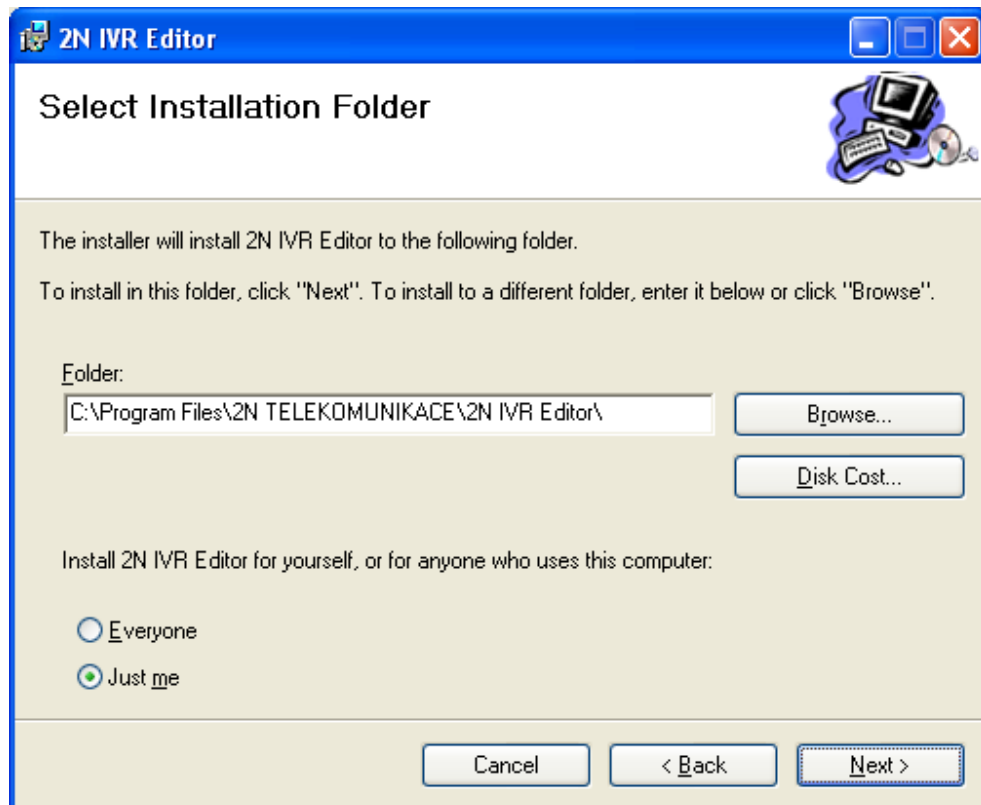 2N IVR Editor
Select Installation Folder
The installer will install 2N IVR Editor to the following folder.
To install in this folder, click "Next". To install to a different folder, enter it below or click "Browse".
Folder:
C:\Program Files\2N TELEKOMUNIKACE\2N IVR Editor\
Browse...
Disk Cost...
Install 2N IVR Editor for yourself, or for anyone who uses this computer:
Everyone
Just me
Cancel
< Back
Next >